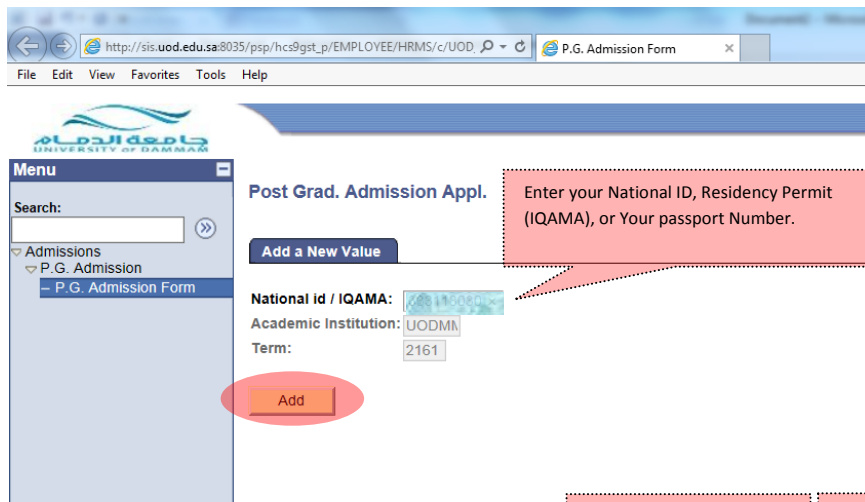 http://sis.uod.edu.sa:8035/psp/hcs9gst_p/EMPLOYEE/HRMS/c/UOD
P.G. Admission Form
File Edit View Favorites Tools Help
جامعة الدمام
UNIVERSITY OF DAMMAM
Menu
Search:
Admissions
P.G. Admission
P.G. Admission Form
Post Grad. Admission Appl.
Enter your National ID, Residency Permit
(IQAMA), or Your passport Number.
Add a New Value
National id / IQAMA:
Academic Institution: UODMM
Term: 2161
Add